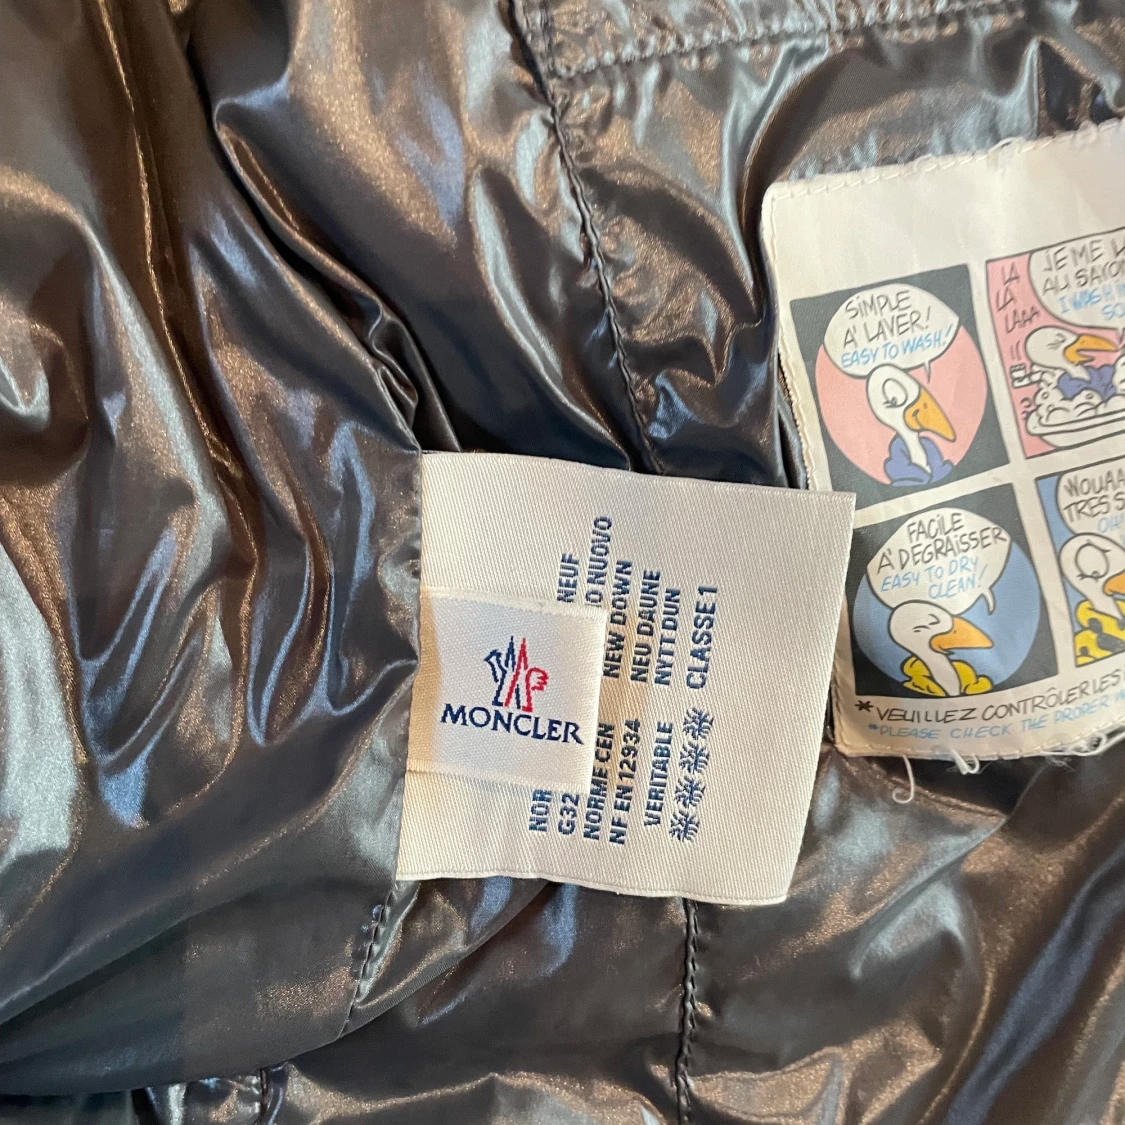 SiMPLE
A' LAVER!
EASY TO WASH!
LA
LA
LAAA
JE ME
AU SAVON
I WASH
FACiLE
A' DEGRAiSSER
EASY TO DRY
CLEAN!
TRES
*VEUILLEZ CONTRÔLER LES
*PLEASE CHECK THE PROPER
MONCLER
NEUF
NUOVO
NEW DOWN
NEU DAUNE
NYTT DUN
CLASSE 1
G32
NORME CEN
NF EN 12934
VERITABLE